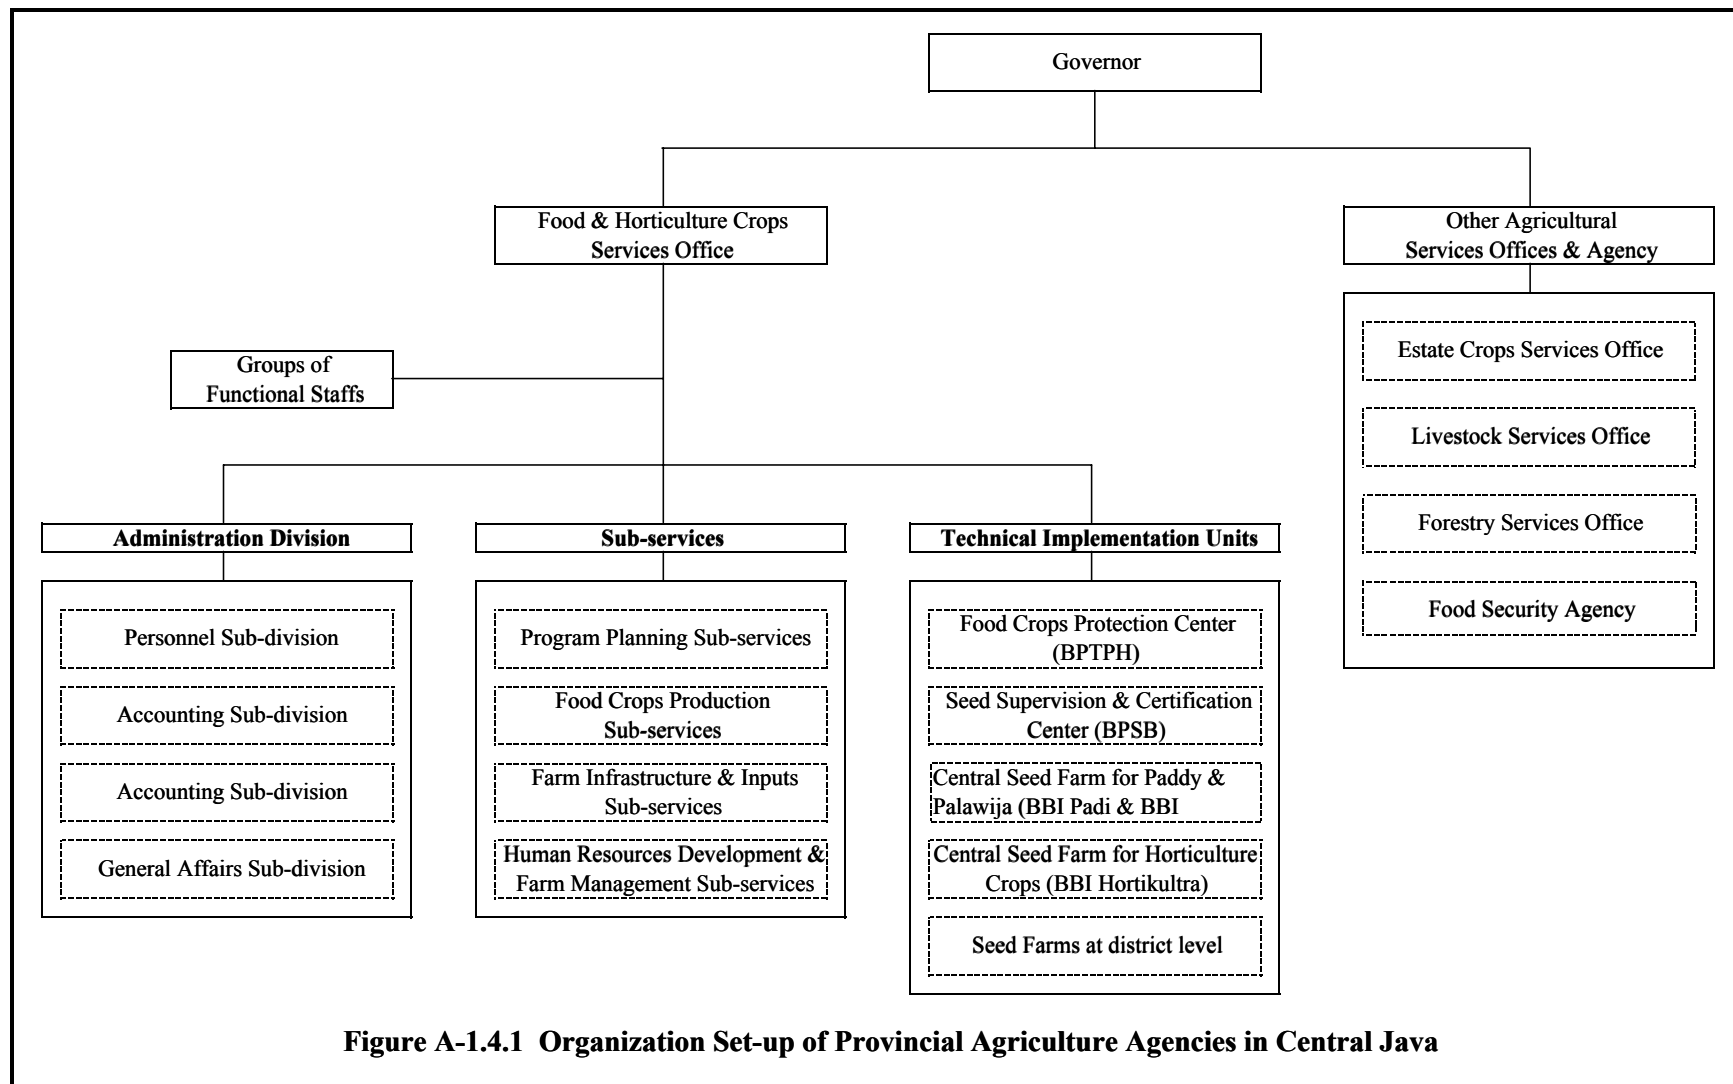 Governor
Food & Horticulture Crops
Services Office
Other Agricultural
Services Offices & Agency
Groups of
Functional Staffs
Estate Crops Services Office
Livestock Services Office
Forestry Services Office
Food Security Agency
Administration Division
Personnel Sub-division
Accounting Sub-division
Accounting Sub-division
General Affairs Sub-division
Sub-services
Program Planning Sub-services
Food Crops Production
Sub-services
Farm Infrastructure & Inputs
Sub-services
Human Resources Development &
Farm Management Sub-services
Technical Implementation Units
Food Crops Protection Center
(BPTPH)
Seed Supervision & Certification
Center (BPSB)
Central Seed Farm for Paddy &
Palawija (BBI Padi & BBI
Central Seed Farm for Horticulture
Crops (BBI Hortikultra)
Seed Farms at district level
Figure A-1.4.1  Organization Set-up of Provincial Agriculture Agencies in Central Java